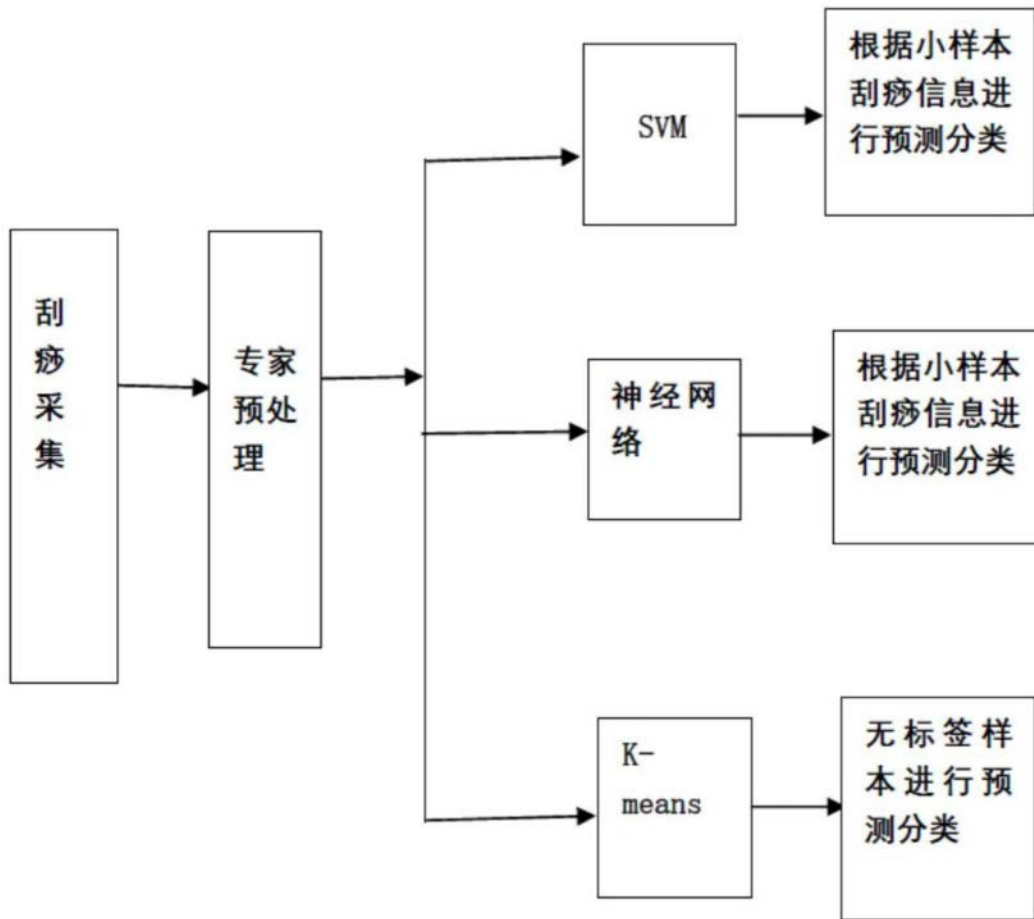 刮
痧
采
集
专家
预处
理
SVM
根据小样本
刮痧信息进
行预测分类
神经网
络
根据小样本
刮痧信息进
行预测分类
K-
means
无标签样
本进行预
测分类